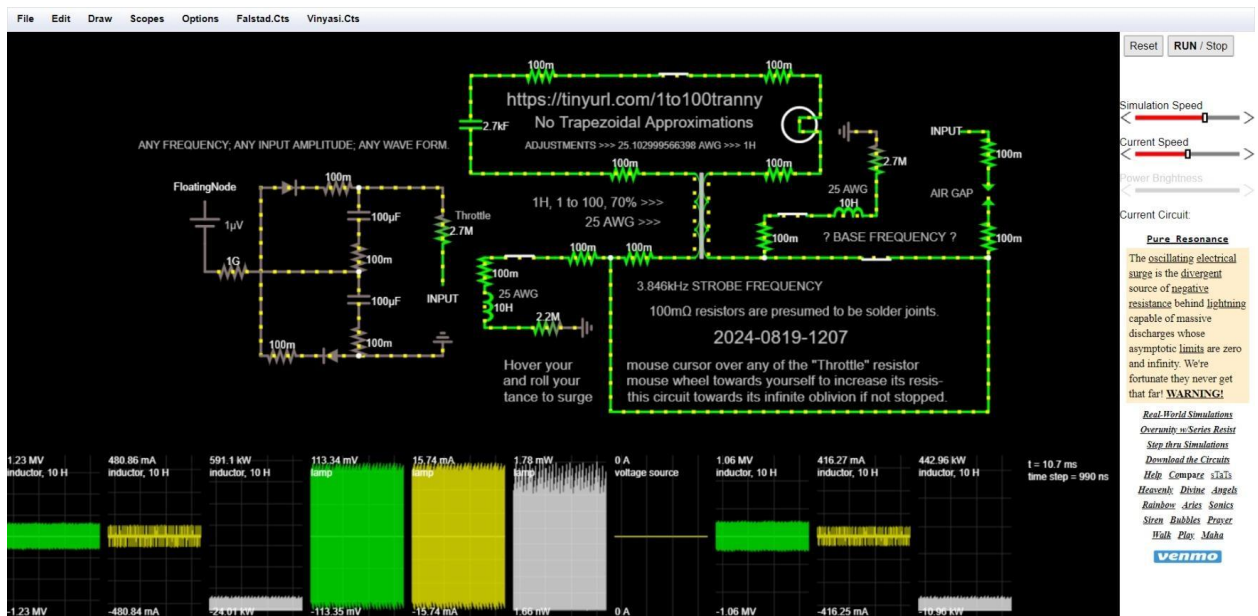 File Edit Draw Scopes Options Falstad.Cts Vinyasi.Cts
Reset RUN / Stop
Simulation Speed
Current Speed
Power Brightness
Current Circuit:
Pure Resonance
The oscillating electrical
surge is the divergent
source of negative
resistance behind lightning
capable of massive
discharges whose
asymptotic limits are zero
and infinity. We're
fortunate they never get
that far! WARNING!
Real-World Simulations
Overunity w/Series Resist
Step thru Simulations
Download the Circuits
Help Compare sTaTs
Heavenly Divine Angels
Rainbow Aries Sonics
Siren Bubbles Prayer
Walk Play Maha
venmo
100m
100m
https://tinyurl.com/1to100tranny
2.7kF
No Trapezoidal Approximations
ADJUSTMENTS >>> 25.102999566398 AWG >>> 1H
100m
100m
ANY FREQUENCY; ANY INPUT AMPLITUDE; ANY WAVE FORM.
INPUT
100m
2.7M
AIR GAP
100m
FloatingNode
100m
1µV
100µF
Throttle
2.7M
1G
100m
INPUT
100µF
100m
100m
1H, 1 to 100, 70% >>>
25 AWG >>>
25 AWG
10H
100m
? BASE FREQUENCY ?
100m
100m
100m
25 AWG
10H
2.2M
3.846kHz STROBE FREQUENCY
100mΩ resistors are presumed to be solder joints.
2024-0819-1207
Hover your mouse cursor over any of the "Throttle" resistor
and roll your mouse wheel towards yourself to increase its resis-
tance to surge this circuit towards its infinite oblivion if not stopped.
1.23 MV 480.86 mA 591.1 kW 113.34 mV 15.74 mA 1.78 mW 0 A 1.06 MV 416.27 mA 442.96 kW
inductor, 10 H inductor, 10 H inductor, 10 H lamp lamp lamp voltage source inductor, 10 H inductor, 10 H inductor, 10 H
t = 10.7 ms
time step = 990 ns
-1.23 MV -480.84 mA -24.01 kW -113.35 mV -15.74 mA 1.66 nW 0 A -1.06 MV -416.25 mA -10.96 kW